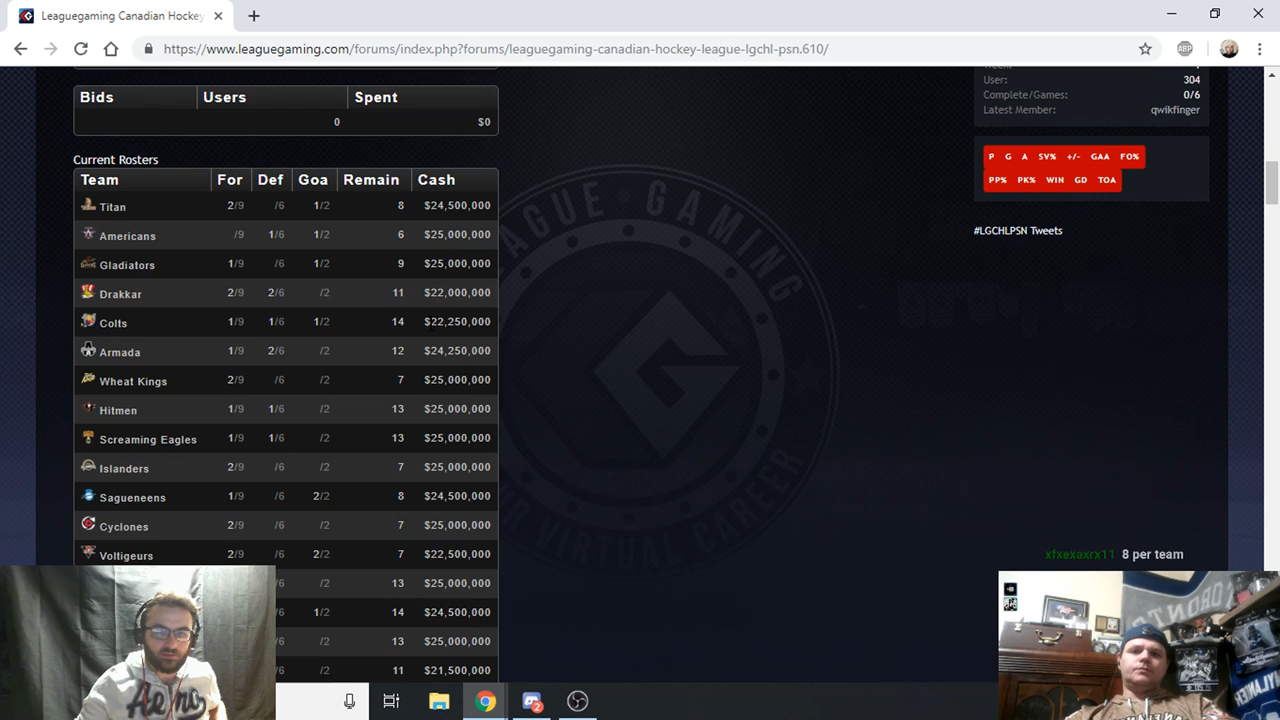 Leaguegaming Canadian Hockey
https://www.leaguegaming.com/forums/index.php?forums/leaguegaming-canadian-hockey-league-lgchl-psn.610/
ABP
Bids Users Spent
0 $0
User: 304
Complete/Games: 0/6
Latest Member: qwikfinger
P G A SV% +/- GAA FO%
PP% PK% WIN GD TOA
#LGCHLPSN Tweets
Current Rosters
Team For Def Goa Remain Cash
Titan 2/9 /6 1/2 8 $24,500,000
Americans /9 1/6 1/2 6 $25,000,000
Gladiators 1/9 /6 1/2 9 $25,000,000
Drakkar 2/9 2/6 /2 11 $22,000,000
Colts 1/9 1/6 1/2 14 $22,250,000
Armada 1/9 2/6 /2 12 $24,250,000
Wheat Kings 2/9 /6 /2 7 $25,000,000
Hitmen 1/9 1/6 /2 13 $25,000,000
Screaming Eagles 1/9 1/6 /2 13 $25,000,000
Islanders 2/9 /6 /2 7 $25,000,000
Sagueneens 1/9 /6 2/2 8 $24,500,000
Cyclones 2/9 /6 /2 7 $25,000,000
Voltigeurs 2/9 /6 2/2 7 $22,500,000
/6 /2 13 $25,000,000
/6 1/2 14 $24,500,000
/6 /2 13 $25,000,000
/6 /2 11 $21,500,000
LEAGUE GAMING
YOUR VIRTUAL CAREER
xfxexaxrx11 8 per team
2